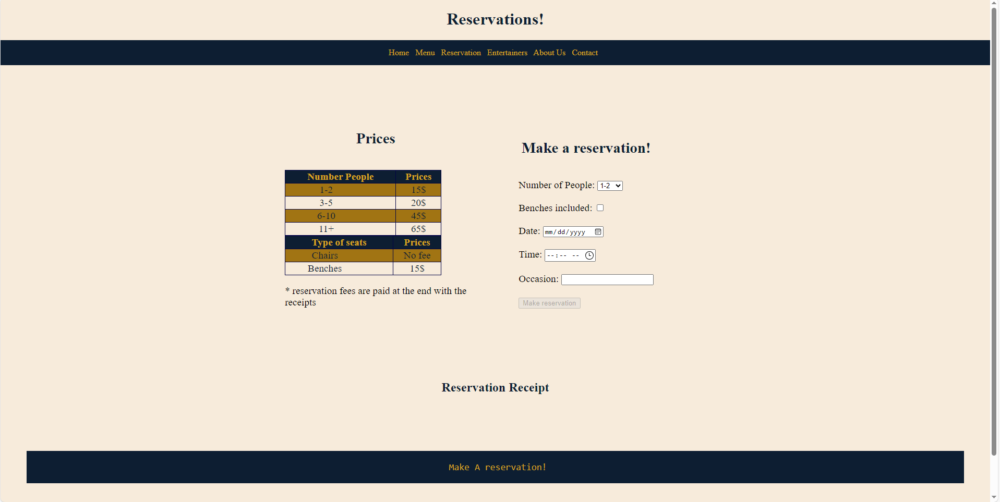 Reservations!
Home Menu Reservation Entertainers About Us Contact
Prices
Number People Prices
1-2 15$
3-5 20$
6-10 45$
11+ 65$
Type of seats Prices
Chairs No fee
Benches 15$
* reservation fees are paid at the end with the
receipts
Make a reservation!
Number of People: 1-2
Benches included:
Date: mm/dd/yyyy
Time: --:-- --
Occasion:
Make reservation
Reservation Receipt
Make A reservation!